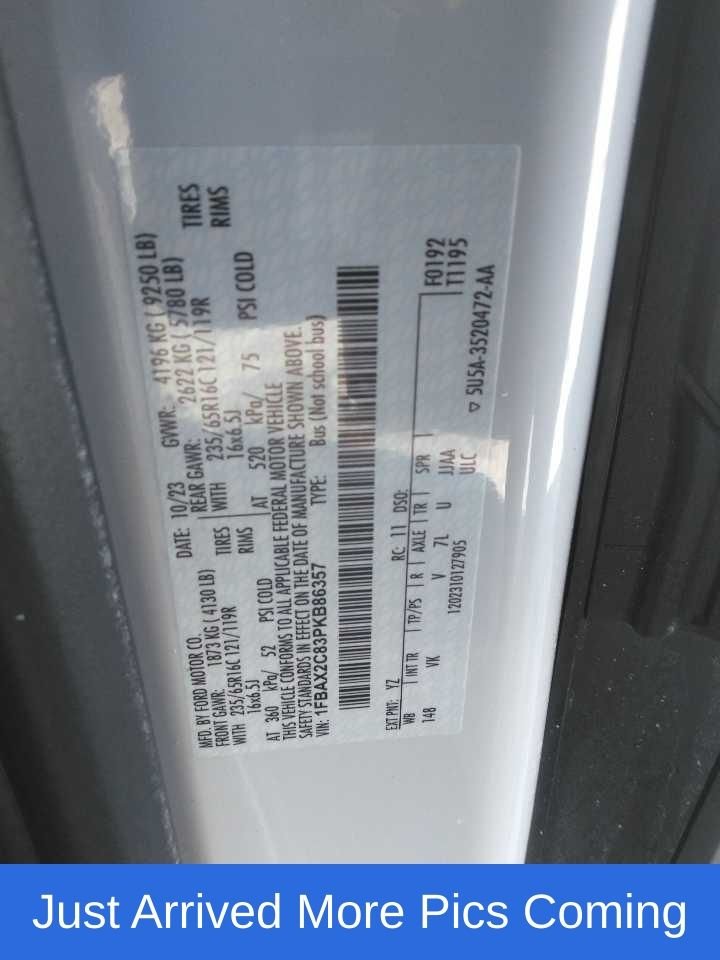 MFD. BY FORD MOTOR CO.
DATE: 10/23 GVWR: 4196 KG ( 9250 LB)
FRONT GAWR: 1873 KG ( 4130 LB) REAR GAWR: 2622 KG ( 5780 LB)
WITH 235/65R16C 121/119R TIRES WITH 235/65R16C 121/119R TIRES
16x6.5J RIMS 16x6.5J RIMS
AT 360 kPa/ 52 PSI COLD AT 520 kPa/ 75 PSI COLD
THIS VEHICLE CONFORMS TO ALL APPLICABLE FEDERAL MOTOR VEHICLE
SAFETY STANDARDS IN EFFECT ON THE DATE OF MANUFACTURE SHOWN ABOVE.
VIN: 1FBAX2C83PKB86357 TYPE: Bus (Not school bus)
EXT PNT: YZ RC: 11 DSO: F0192
WB INT TR TP/PS R AXLE TR SPR T1195
148 VK V 7L U JJAA
1202310127905 ULC ▽ 5U5A-3520472-AA
Just Arrived More Pics Coming